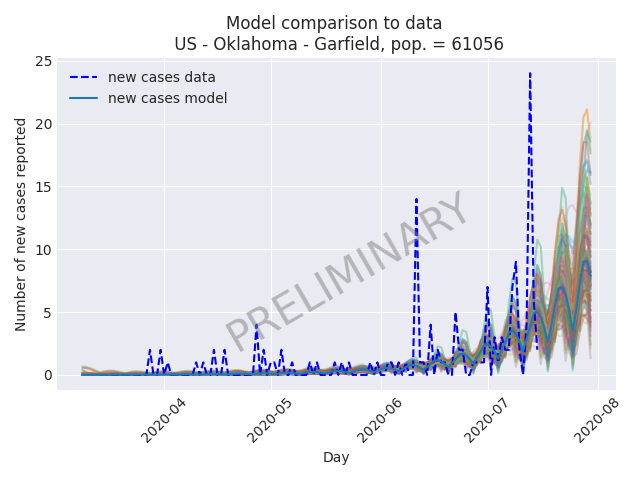 Model comparison to data
US - Oklahoma - Garfield, pop. = 61056
new cases data
new cases model
PRELIMINARY
Number of new cases reported
25
20
15
10
5
0
2020-04
2020-05
2020-06
2020-07
2020-08
Day